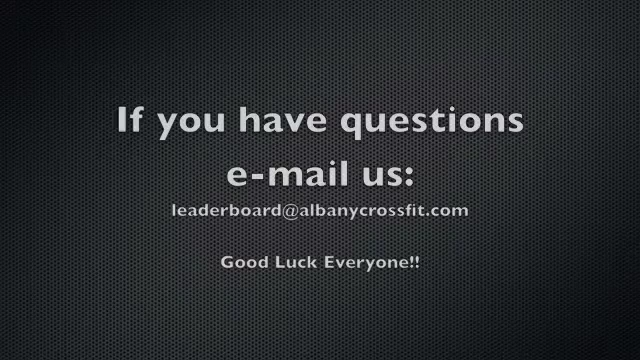 If you have questions
e-mail us:
leaderboard@albanycrossfit.com
Good Luck Everyone!!